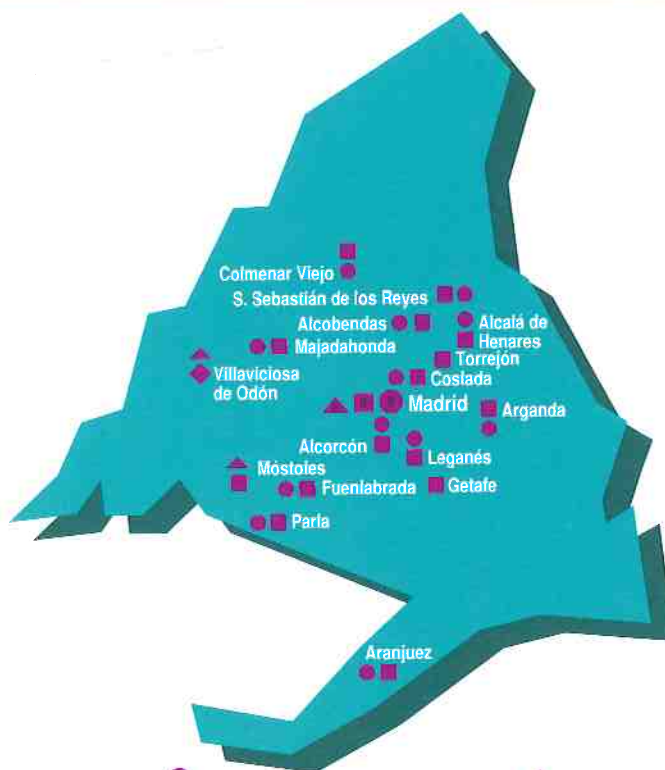 Colmenar Viejo
S. Sebastián de los Reyes
Alcobendas
Alcalá de
Henares
Majadahonda
Torrejón
Villaviciosa
de Odón
Coslada
Madrid
Arganda
Alcorcón
Leganés
Móstoles
Fuenlabrada
Getafe
Parla
Aranjuez